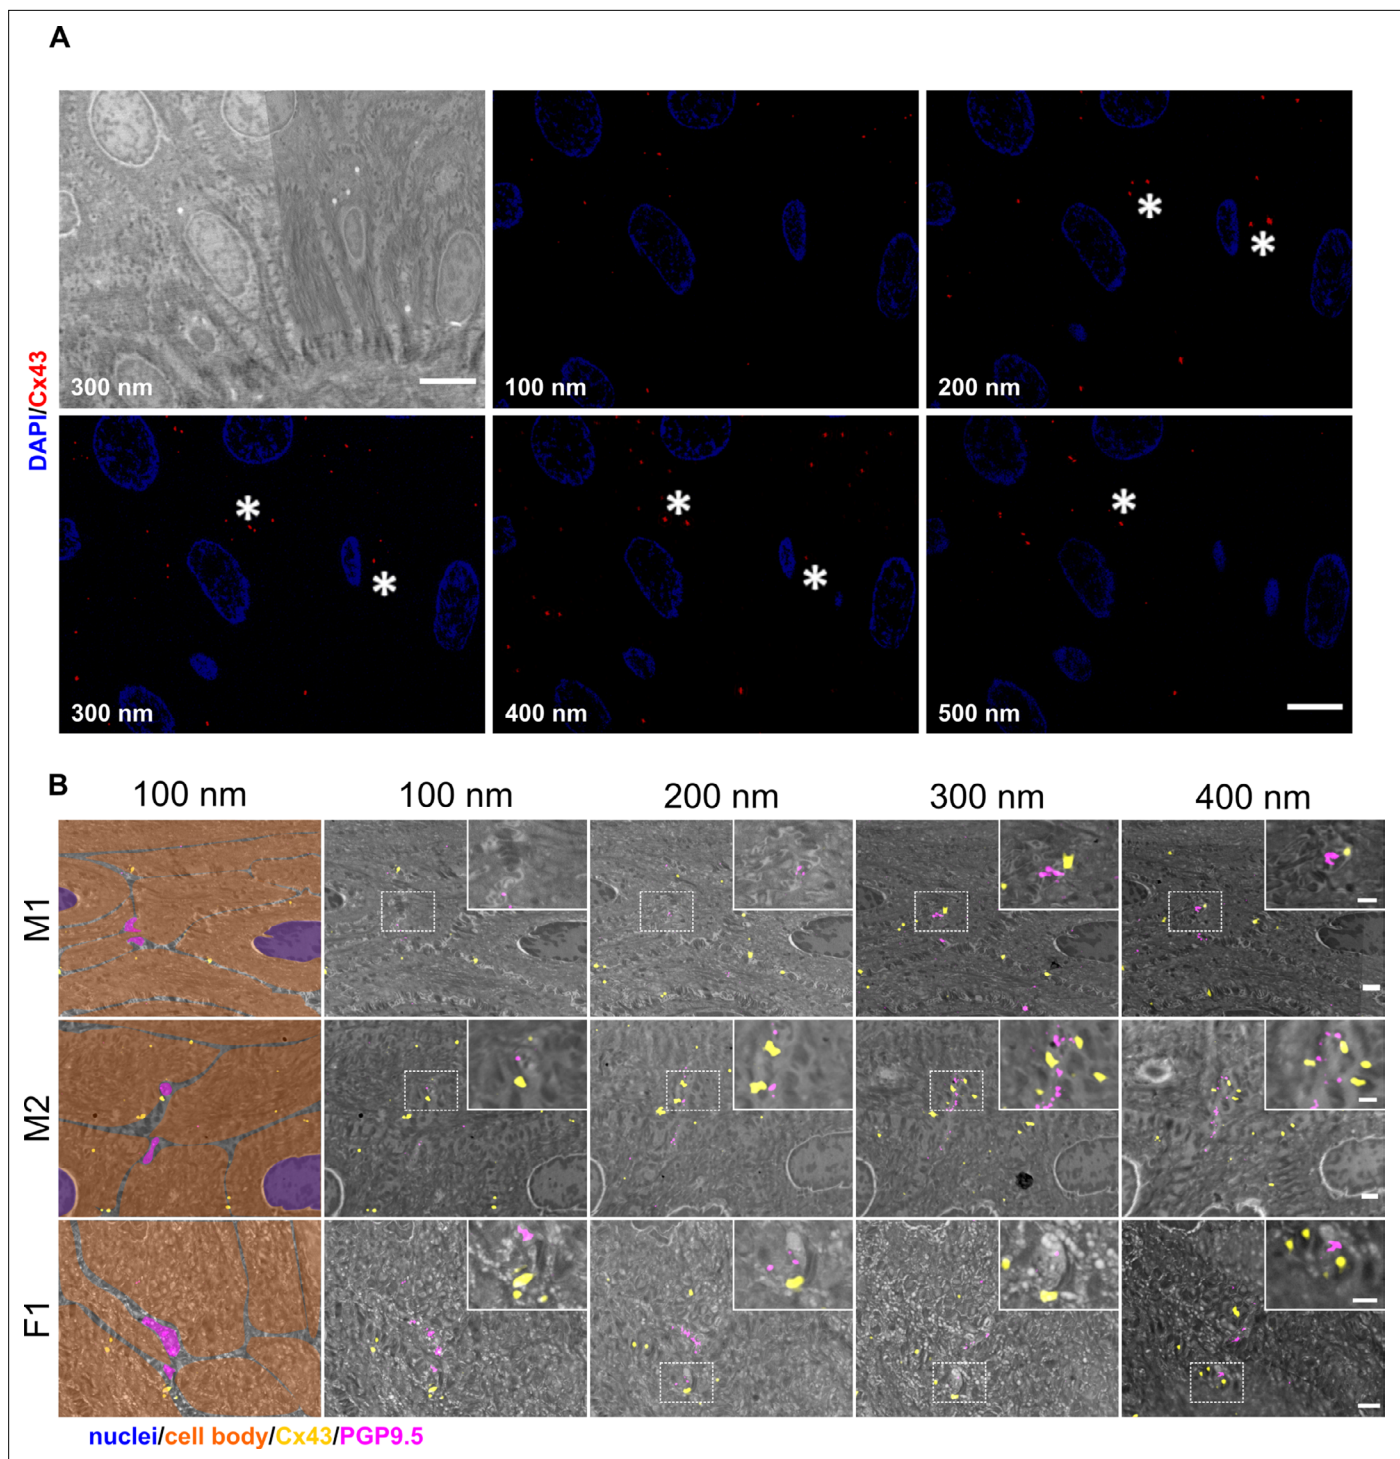 A
DAPI/Cx43
300 nm
100 nm
200 nm
300 nm
400 nm
500 nm
B
100 nm 100 nm 200 nm 300 nm 400 nm
M1
M2
F1
nuclei/cell body/Cx43/PGP9.5